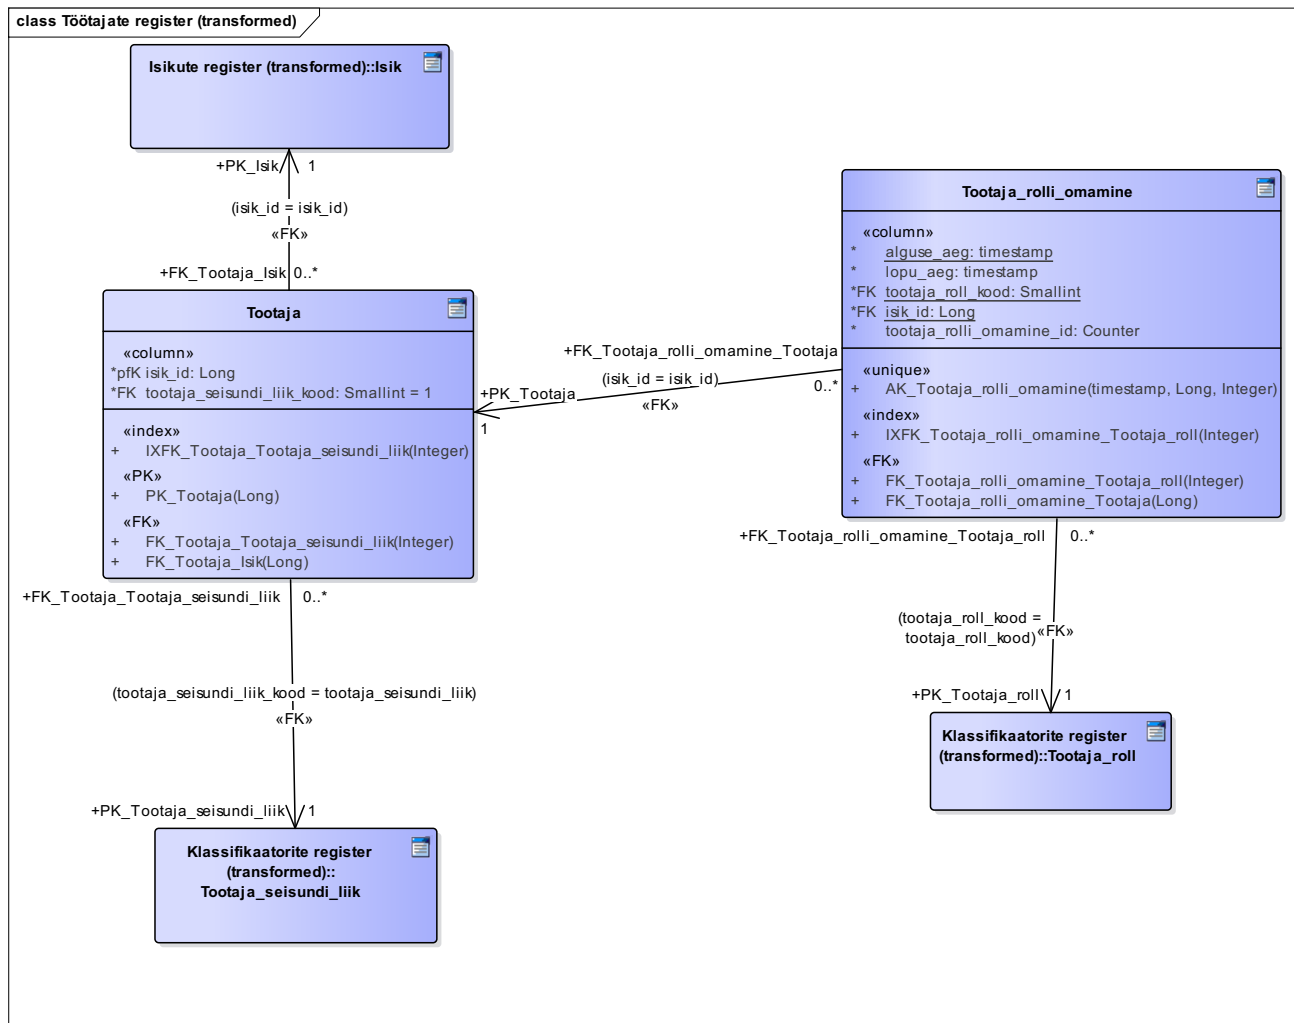 class Töötajate register (transformed)
Isikute register (transformed)::Isik
+PK_Isik
1
(isik_id = isik_id)
«FK»
+FK_Tootaja_Isik
0..*
Tootaja
«column»
*pfK isik_id: Long
*FK tootaja_seisundi_liik_kood: Smallint = 1
«index»
+ IXFK_Tootaja_Tootaja_seisundi_liik(Integer)
«PK»
+ PK_Tootaja(Long)
«FK»
+ FK_Tootaja_Tootaja_seisundi_liik(Integer)
+ FK_Tootaja_Isik(Long)
+FK_Tootaja_rolli_omamine_Tootaja
0..*
(isik_id = isik_id)
«FK»
+PK_Tootaja
1
Tootaja_rolli_omamine
«column»
* alguse_aeg: timestamp
* lopu_aeg: timestamp
*FK tootaja_roll_kood: Smallint
*FK isik_id: Long
* tootaja_rolli_omamine_id: Counter
«unique»
+ AK_Tootaja_rolli_omamine(timestamp, Long, Integer)
«index»
+ IXFK_Tootaja_rolli_omamine_Tootaja_roll(Integer)
«FK»
+ FK_Tootaja_rolli_omamine_Tootaja_roll(Integer)
+ FK_Tootaja_rolli_omamine_Tootaja(Long)
+FK_Tootaja_rolli_omamine_Tootaja_roll
0..*
(tootaja_roll_kood =
tootaja_roll_kood)
«FK»
+PK_Tootaja_roll
1
Klassifikaatorite register
(transformed)::Tootaja_roll
+FK_Tootaja_Tootaja_seisundi_liik
0..*
(tootaja_seisundi_liik_kood = tootaja_seisundi_liik)
«FK»
+PK_Tootaja_seisundi_liik
1
Klassifikaatorite register
(transformed)::
Tootaja_seisundi_liik